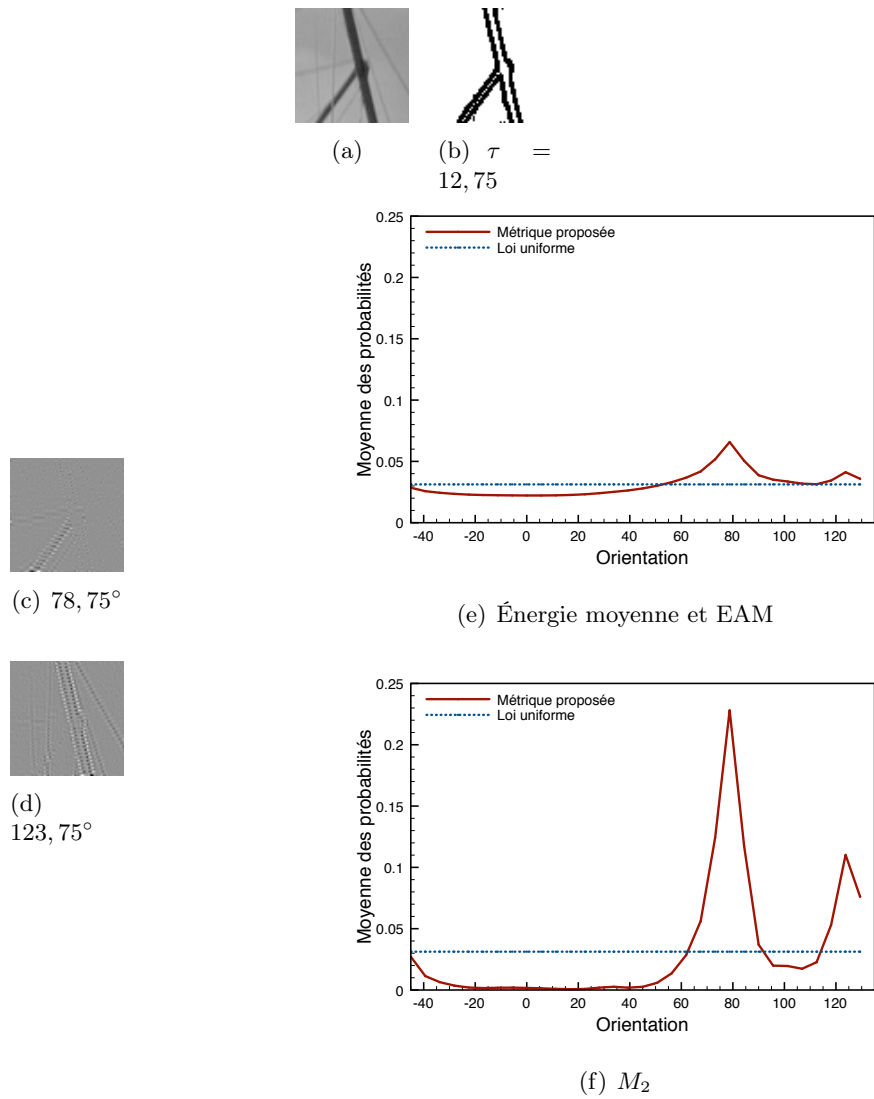 (a)
(b) τ =
12, 75
0.25
0.2
0.15
0.1
0.05
0
Moyenne des probabilités
Métrique proposée
Loi uniforme
-40 -20 0 20 40 60 80 100 120
Orientation
(c) 78, 75°
(e) Énergie moyenne et EAM
(d)
123, 75°
0.25
0.2
0.15
0.1
0.05
0
Moyenne des probabilités
Métrique proposée
Loi uniforme
-40 -20 0 20 40 60 80 100 120
Orientation
(f) M₂